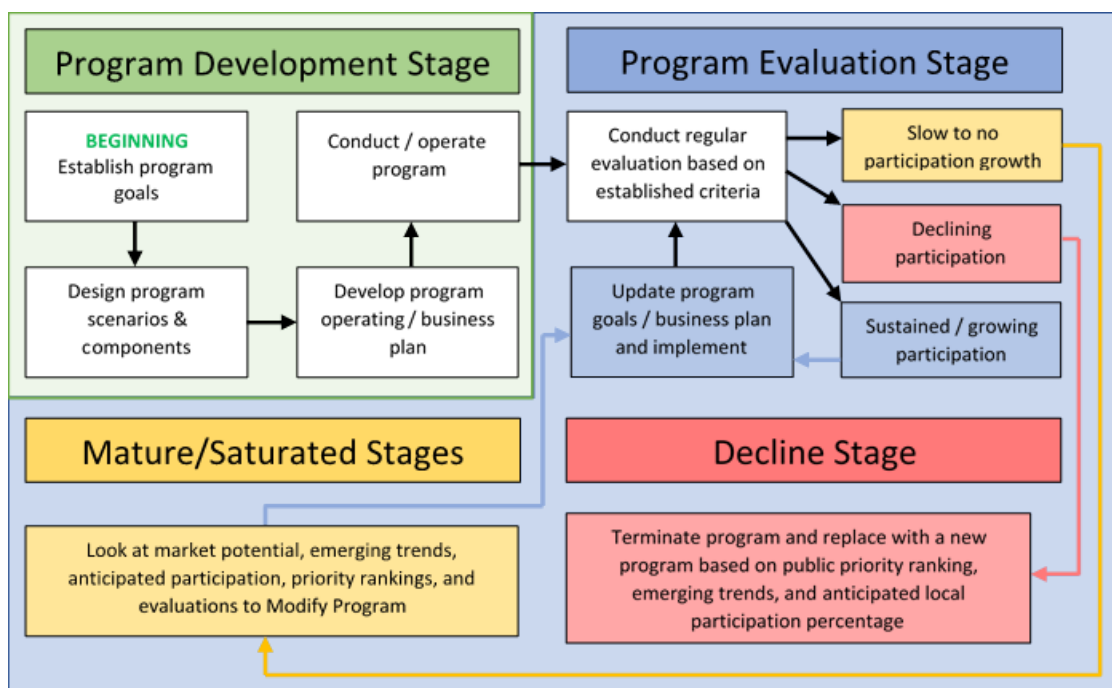 Program Development Stage
BEGINNING
Establish program
goals
Conduct / operate
program
Design program
scenarios &
components
Develop program
operating / business
plan
Program Evaluation Stage
Conduct regular
evaluation based on
established criteria
Slow to no
participation growth
Declining
participation
Update program
goals / business plan
and implement
Sustained / growing
participation
Mature/Saturated Stages
Look at market potential, emerging trends,
anticipated participation, priority rankings, and
evaluations to Modify Program
Decline Stage
Terminate program and replace with a new
program based on public priority ranking,
emerging trends, and anticipated local
participation percentage